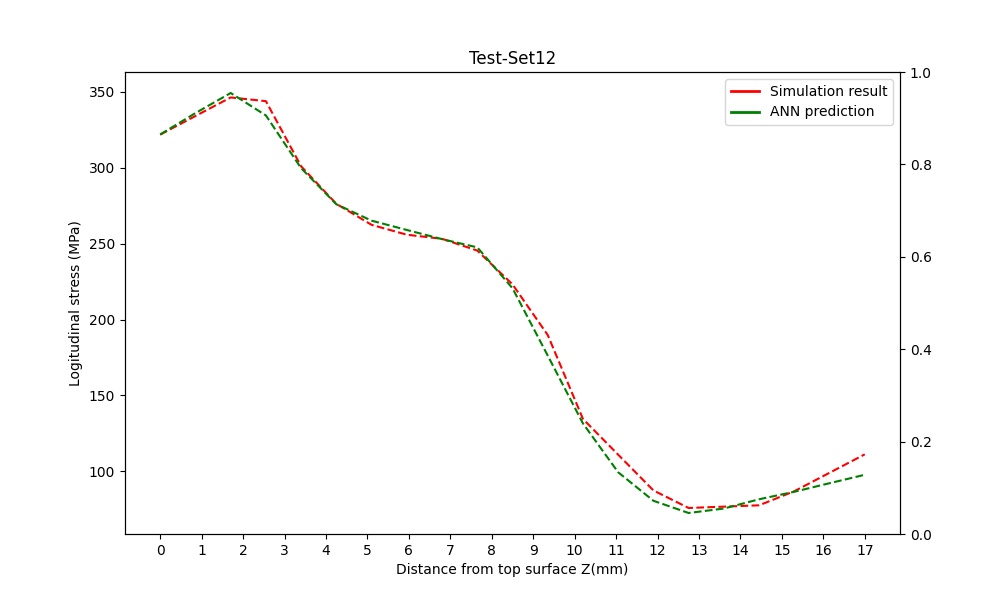 Test-Set12
350
300
250
200
150
100
Logitudinal stress (MPa)
1.0
0.8
0.6
0.4
0.2
0.0
Simulation result
ANN prediction
0 1 2 3 4 5 6 7 8 9 10 11 12 13 14 15 16 17
Distance from top surface Z(mm)